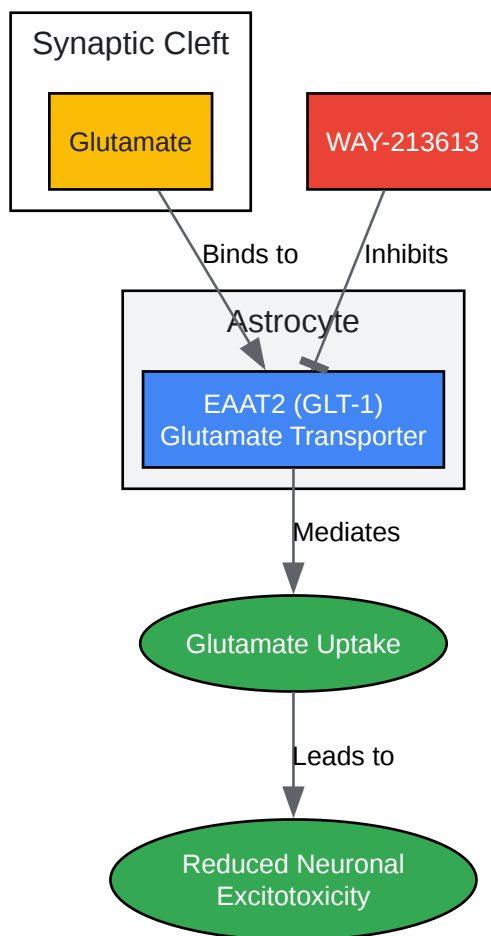 Synaptic Cleft
Glutamate
WAY-213613
Binds to
Inhibits
Astrocyte
EAAT2 (GLT-1)
Glutamate Transporter
Mediates
Glutamate Uptake
Leads to
Reduced Neuronal
Excitotoxicity